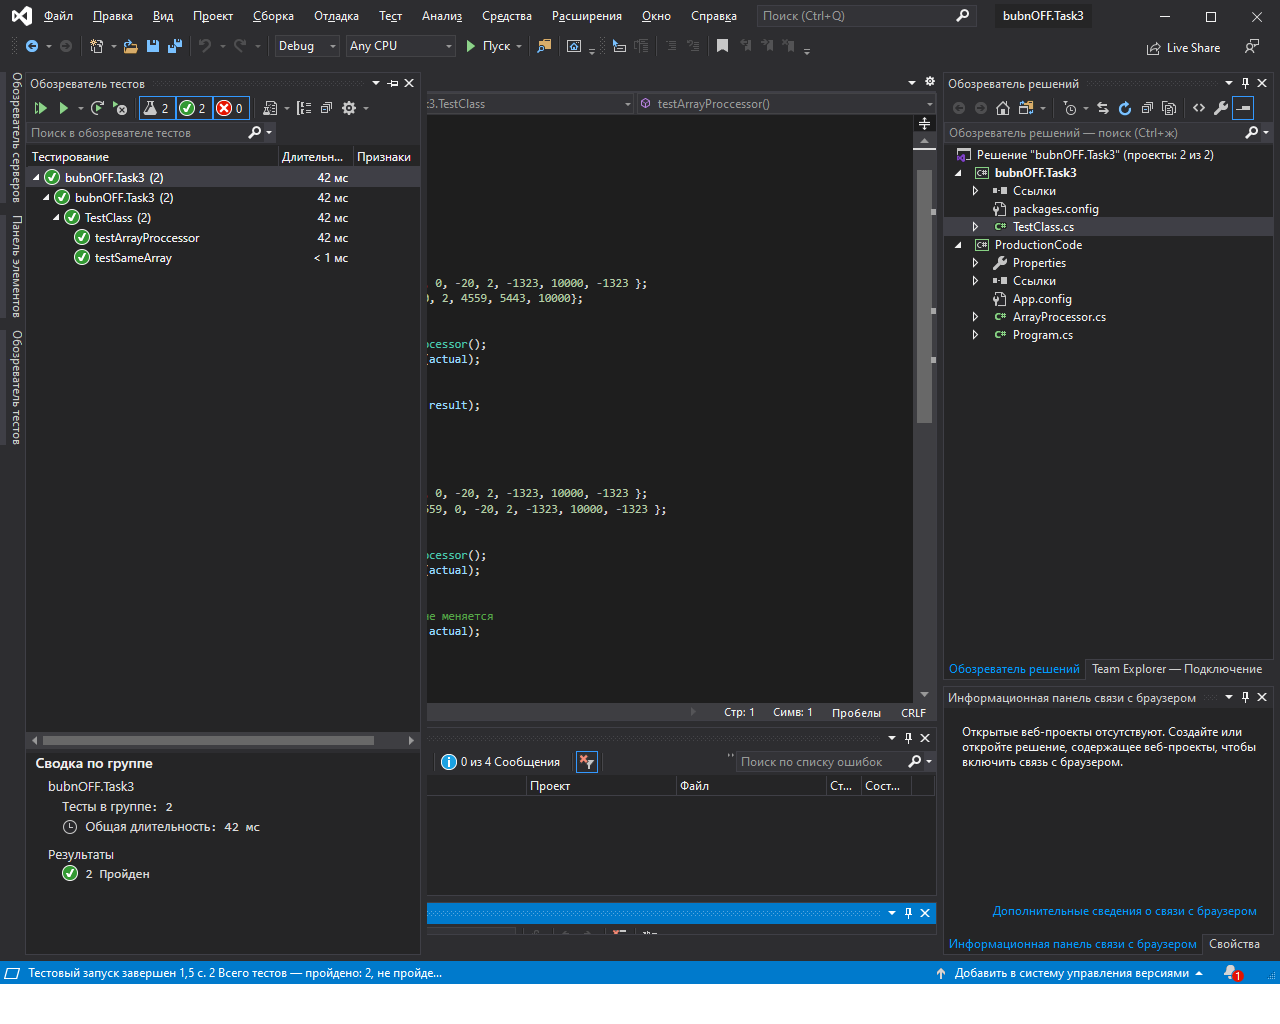 Файл Правка Вид Проект Сборка Отладка Тест Анализ Средства Расширения Окно Справка Поиск (Ctrl+Q) bubnOFF.Task3
Debug Any CPU Пуск Live Share
Обозреватель серверов
Панель элементов
Обозреватель тестов
Обозреватель тестов
2 2 0
Поиск в обозревателе тестов
Тестирование Длительн... Признаки
bubnOFF.Task3 (2) 42 мс
bubnOFF.Task3 (2) 42 мс
TestClass (2) 42 мс
testArrayProccessor 42 мс
testSameArray < 1 мс
Сводка по группе
bubnOFF.Task3
Тесты в группе: 2
Общая длительность: 42 мс
Результаты
2 Пройден
3.TestClass testArrayProccessor()
0, -20, 2, -1323, 10000, -1323 };
, 2, 4559, 5443, 10000};
ocessor();
(actual);
result);
0, -20, 2, -1323, 10000, -1323 };
559, 0, -20, 2, -1323, 10000, -1323 };
ocessor();
(actual);
не меняется
actual);
Стр: 1 Симв: 1 Пробелы CRLF
0 из 4 Сообщения Поиск по списку ошибок
Проект Файл Ст... Сост...
Обозреватель решений
Обозреватель решений — поиск (Ctrl+ж)
Решение "bubnOFF.Task3" (проекты: 2 из 2)
bubnOFF.Task3
Ссылки
packages.config
TestClass.cs
ProductionCode
Properties
Ссылки
App.config
ArrayProcessor.cs
Program.cs
Обозреватель решений Team Explorer — Подключение
Информационная панель связи с браузером
Открытые веб-проекты отсутствуют. Создайте или
откройте решение, содержащее веб-проекты, чтобы
включить связь с браузером.
Дополнительные сведения о связи с браузером
Информационная панель связи с браузером Свойства
Тестовый запуск завершен 1,5 с. 2 Всего тестов — пройдено: 2, не пройде... Добавить в систему управления версиями 1